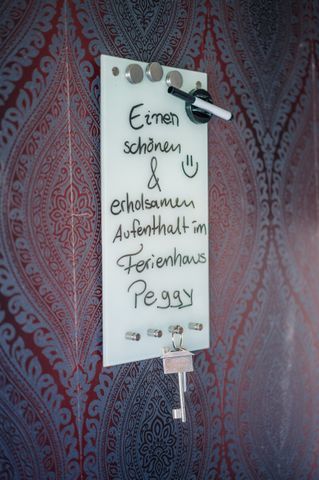 Einen
schönen
&
erholsamen
Aufenthalt im
Ferienhaus
Peggy